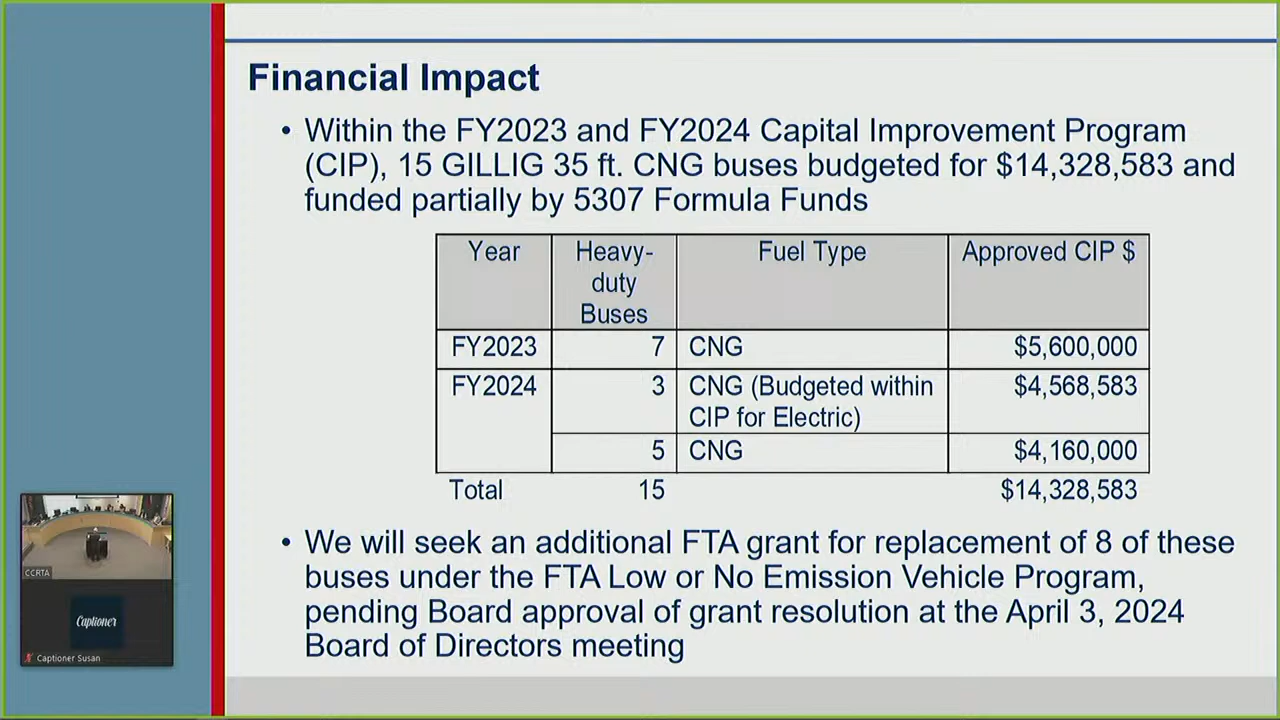 Financial Impact
• Within the FY2023 and FY2024 Capital Improvement Program
(CIP), 15 GILLIG 35 ft. CNG buses budgeted for $14,328,583 and
funded partially by 5307 Formula Funds
Year Heavy- Fuel Type Approved CIP $
duty
Buses
FY2023 7 CNG $5,600,000
FY2024 3 CNG (Budgeted within $4,568,583
CIP for Electric)
5 CNG $4,160,000
Total 15 $14,328,583
• We will seek an additional FTA grant for replacement of 8 of these
buses under the FTA Low or No Emission Vehicle Program,
pending Board approval of grant resolution at the April 3, 2024
Board of Directors meeting
CCRTA
Captioner
Captioner Susan